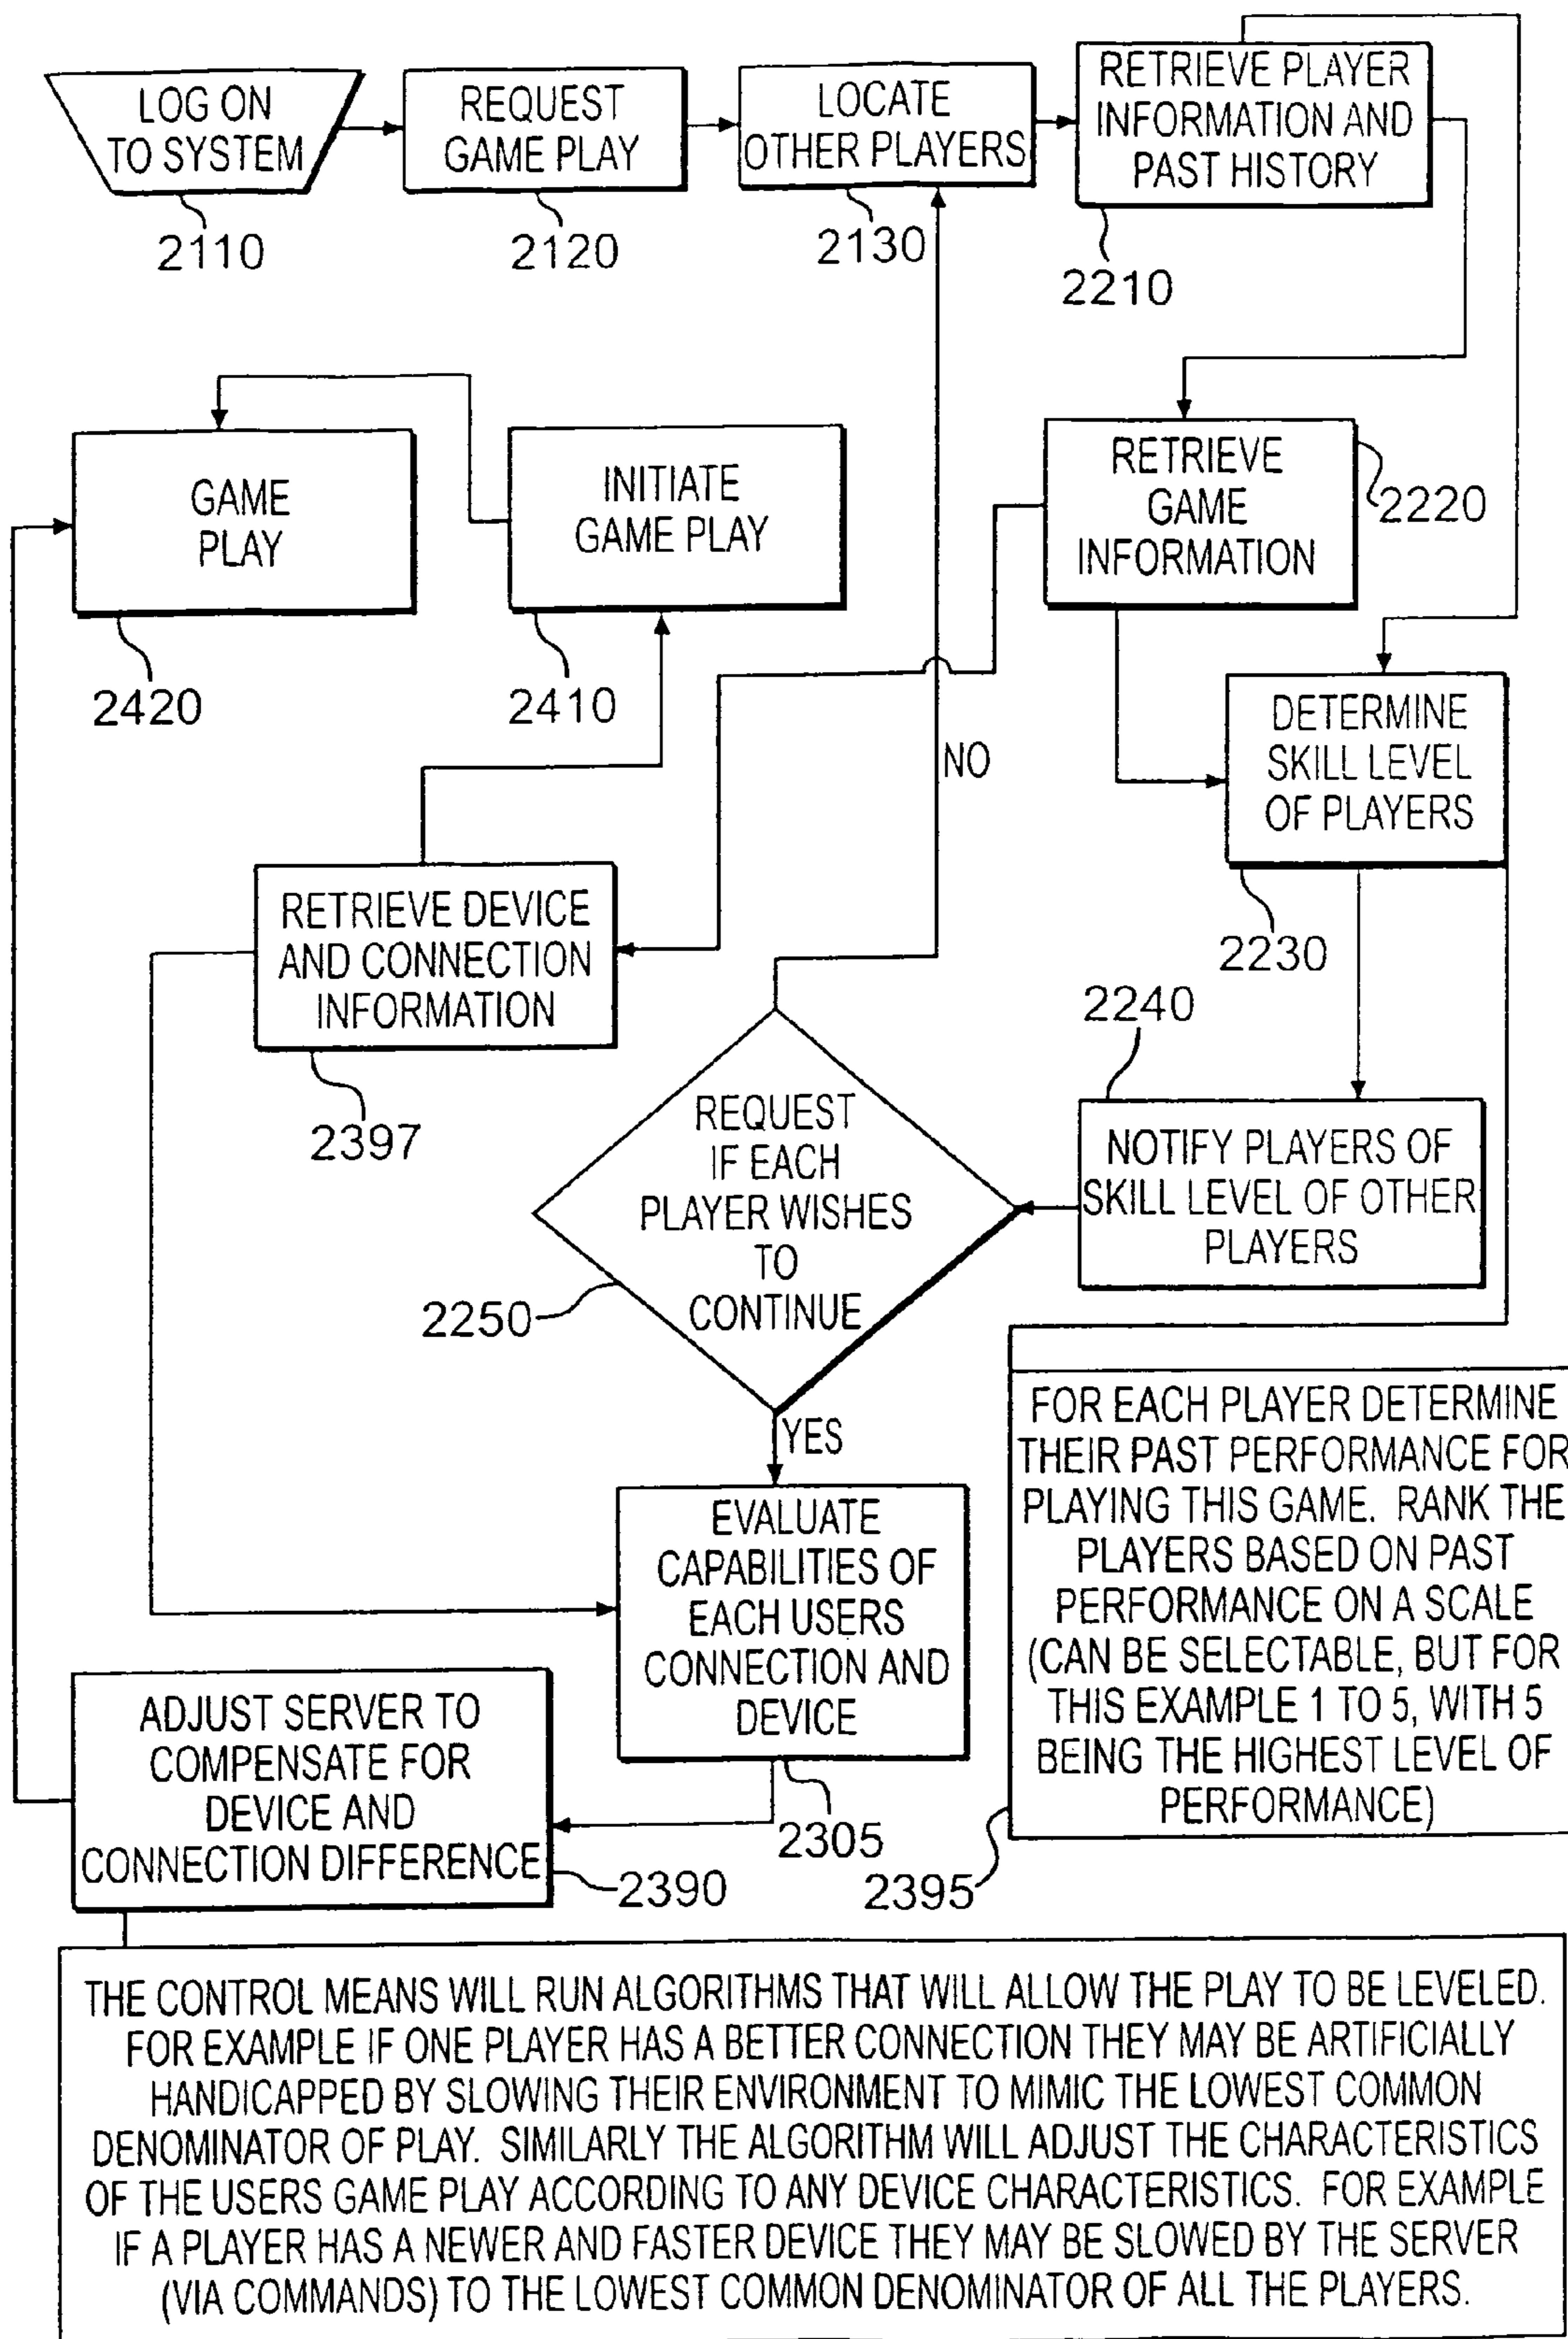 LOG ON
TO SYSTEM
2110
REQUEST
GAME PLAY
2120
LOCATE
OTHER PLAYERS
2130
RETRIEVE PLAYER
INFORMATION AND
PAST HISTORY
2210
GAME
PLAY
2420
INITIATE
GAME PLAY
2410
RETRIEVE
GAME
INFORMATION
2220
NO
DETERMINE
SKILL LEVEL
OF PLAYERS
2230
RETRIEVE DEVICE
AND CONNECTION
INFORMATION
2397
2240
NOTIFY PLAYERS OF
SKILL LEVEL OF OTHER
PLAYERS
REQUEST
IF EACH
PLAYER WISHES
TO
CONTINUE
2250
YES
EVALUATE
CAPABILITIES OF
EACH USERS
CONNECTION AND
DEVICE
2305
FOR EACH PLAYER DETERMINE
THEIR PAST PERFORMANCE FOR
PLAYING THIS GAME. RANK THE
PLAYERS BASED ON PAST
PERFORMANCE ON A SCALE
(CAN BE SELECTABLE, BUT FOR
THIS EXAMPLE 1 TO 5, WITH 5
BEING THE HIGHEST LEVEL OF
PERFORMANCE)
2395
ADJUST SERVER TO
COMPENSATE FOR
DEVICE AND
CONNECTION DIFFERENCE
2390
THE CONTROL MEANS WILL RUN ALGORITHMS THAT WILL ALLOW THE PLAY TO BE LEVELED.
FOR EXAMPLE IF ONE PLAYER HAS A BETTER CONNECTION THEY MAY BE ARTIFICIALLY
HANDICAPPED BY SLOWING THEIR ENVIRONMENT TO MIMIC THE LOWEST COMMON
DENOMINATOR OF PLAY. SIMILARLY THE ALGORITHM WILL ADJUST THE CHARACTERISTICS
OF THE USERS GAME PLAY ACCORDING TO ANY DEVICE CHARACTERISTICS. FOR EXAMPLE
IF A PLAYER HAS A NEWER AND FASTER DEVICE THEY MAY BE SLOWED BY THE SERVER
(VIA COMMANDS) TO THE LOWEST COMMON DENOMINATOR OF ALL THE PLAYERS.